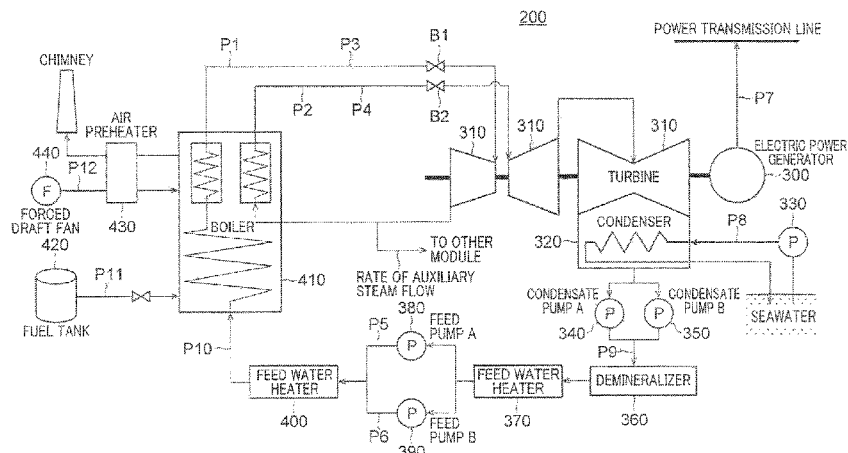 200
POWER TRANSMISSION LINE
CHIMNEY
P1
P3
B1
AIR
PREHEATER
P2
P4
B2
P7
440
P12
310
310
310
F
TURBINE
ELECTRIC POWER
GENERATOR
300
FORCED
DRAFT FAN
430
BOILER
CONDENSER
330
420
320
P8
P
P11
410
TO OTHER
MODULE
RATE OF AUXILIARY
STEAM FLOW
FUEL TANK
CONDENSATE
PUMP A
CONDENSATE
PUMP B
SEAWATER
380
P
P
340
350
P10
P5
P
FEED
PUMP A
P9
FEED WATER
HEATER
FEED WATER
HEATER
DEMINERALIZER
400
P6
P
FEED
PUMP B
370
360
390